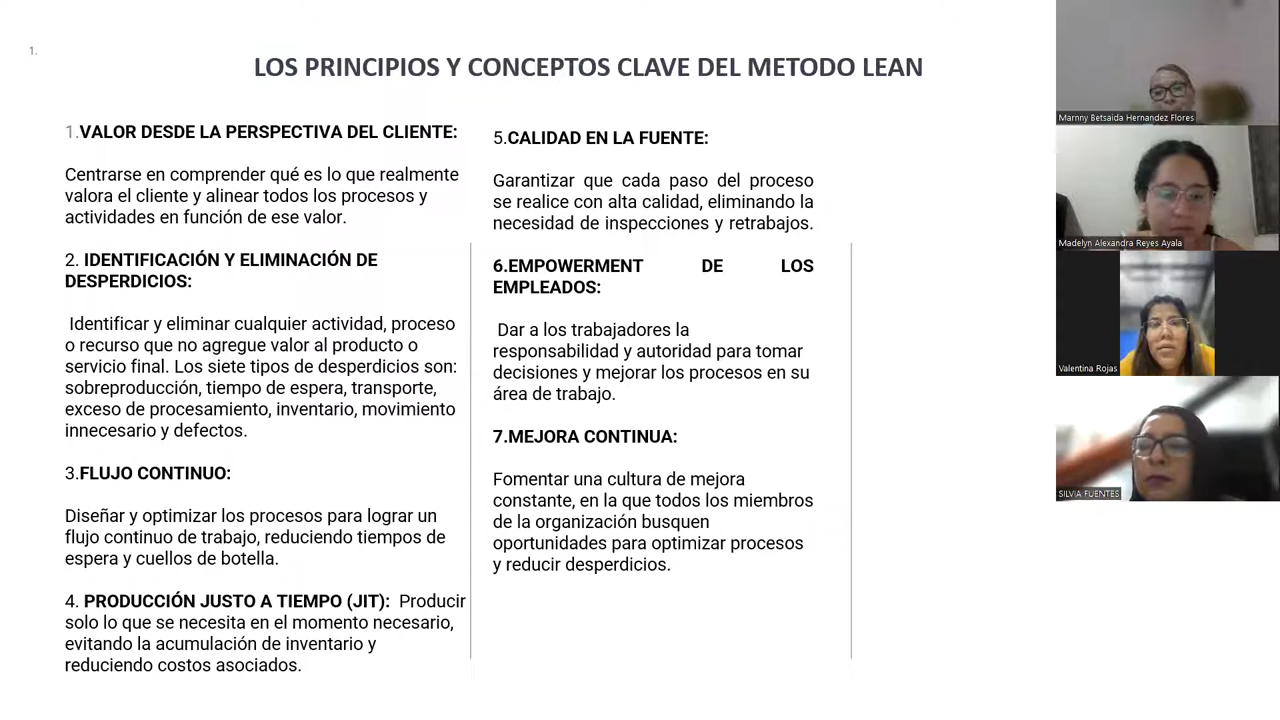 1.
LOS PRINCIPIOS Y CONCEPTOS CLAVE DEL METODO LEAN
1.VALOR DESDE LA PERSPECTIVA DEL CLIENTE:
Centrarse en comprender qué es lo que realmente
valora el cliente y alinear todos los procesos y
actividades en función de ese valor.
2. IDENTIFICACIÓN Y ELIMINACIÓN DE
DESPERDICIOS:
Identificar y eliminar cualquier actividad, proceso
o recurso que no agregue valor al producto o
servicio final. Los siete tipos de desperdicios son:
sobreproducción, tiempo de espera, transporte,
exceso de procesamiento, inventario, movimiento
innecesario y defectos.
3.FLUJO CONTINUO:
Diseñar y optimizar los procesos para lograr un
flujo continuo de trabajo, reduciendo tiempos de
espera y cuellos de botella.
4. PRODUCCIÓN JUSTO A TIEMPO (JIT): Producir
solo lo que se necesita en el momento necesario,
evitando la acumulación de inventario y
reduciendo costos asociados.
5.CALIDAD EN LA FUENTE:
Garantizar que cada paso del proceso
se realice con alta calidad, eliminando la
necesidad de inspecciones y retrabajos.
6.EMPOWERMENT DE LOS
EMPLEADOS:
Dar a los trabajadores la
responsabilidad y autoridad para tomar
decisiones y mejorar los procesos en su
área de trabajo.
7.MEJORA CONTINUA:
Fomentar una cultura de mejora
constante, en la que todos los miembros
de la organización busquen
oportunidades para optimizar procesos
y reducir desperdicios.
Marnny Betsaida Hernandez Flores
Madelyn Alexandra Reyes Ayala
Valentina Rojas
SILVIA FUENTES